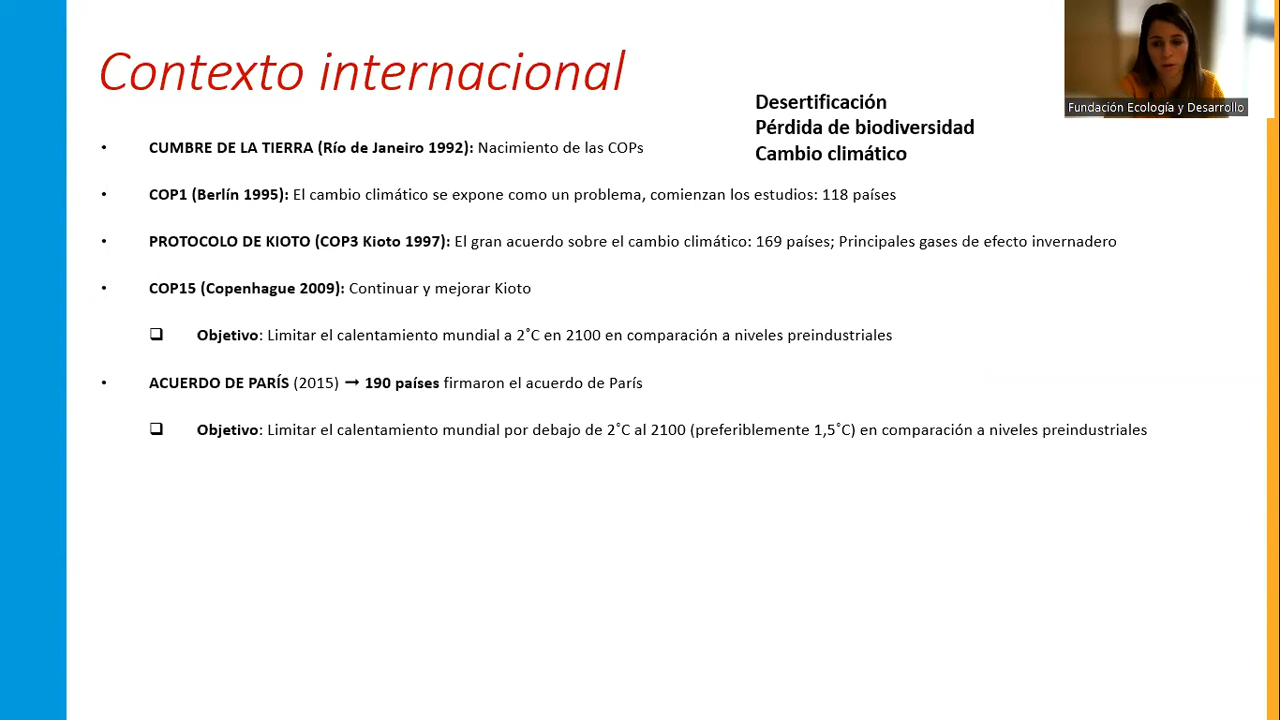 Contexto internacional
Desertificación
Pérdida de biodiversidad
Cambio climático
Fundación Ecología y Desarrollo
• CUMBRE DE LA TIERRA (Río de Janeiro 1992): Nacimiento de las COPs
• COP1 (Berlín 1995): El cambio climático se expone como un problema, comienzan los estudios: 118 países
• PROTOCOLO DE KIOTO (COP3 Kioto 1997): El gran acuerdo sobre el cambio climático: 169 países; Principales gases de efecto invernadero
• COP15 (Copenhague 2009): Continuar y mejorar Kioto
❑ Objetivo: Limitar el calentamiento mundial a 2˚C en 2100 en comparación a niveles preindustriales
• ACUERDO DE PARÍS (2015) → 190 países firmaron el acuerdo de París
❑ Objetivo: Limitar el calentamiento mundial por debajo de 2˚C al 2100 (preferiblemente 1,5˚C) en comparación a niveles preindustriales